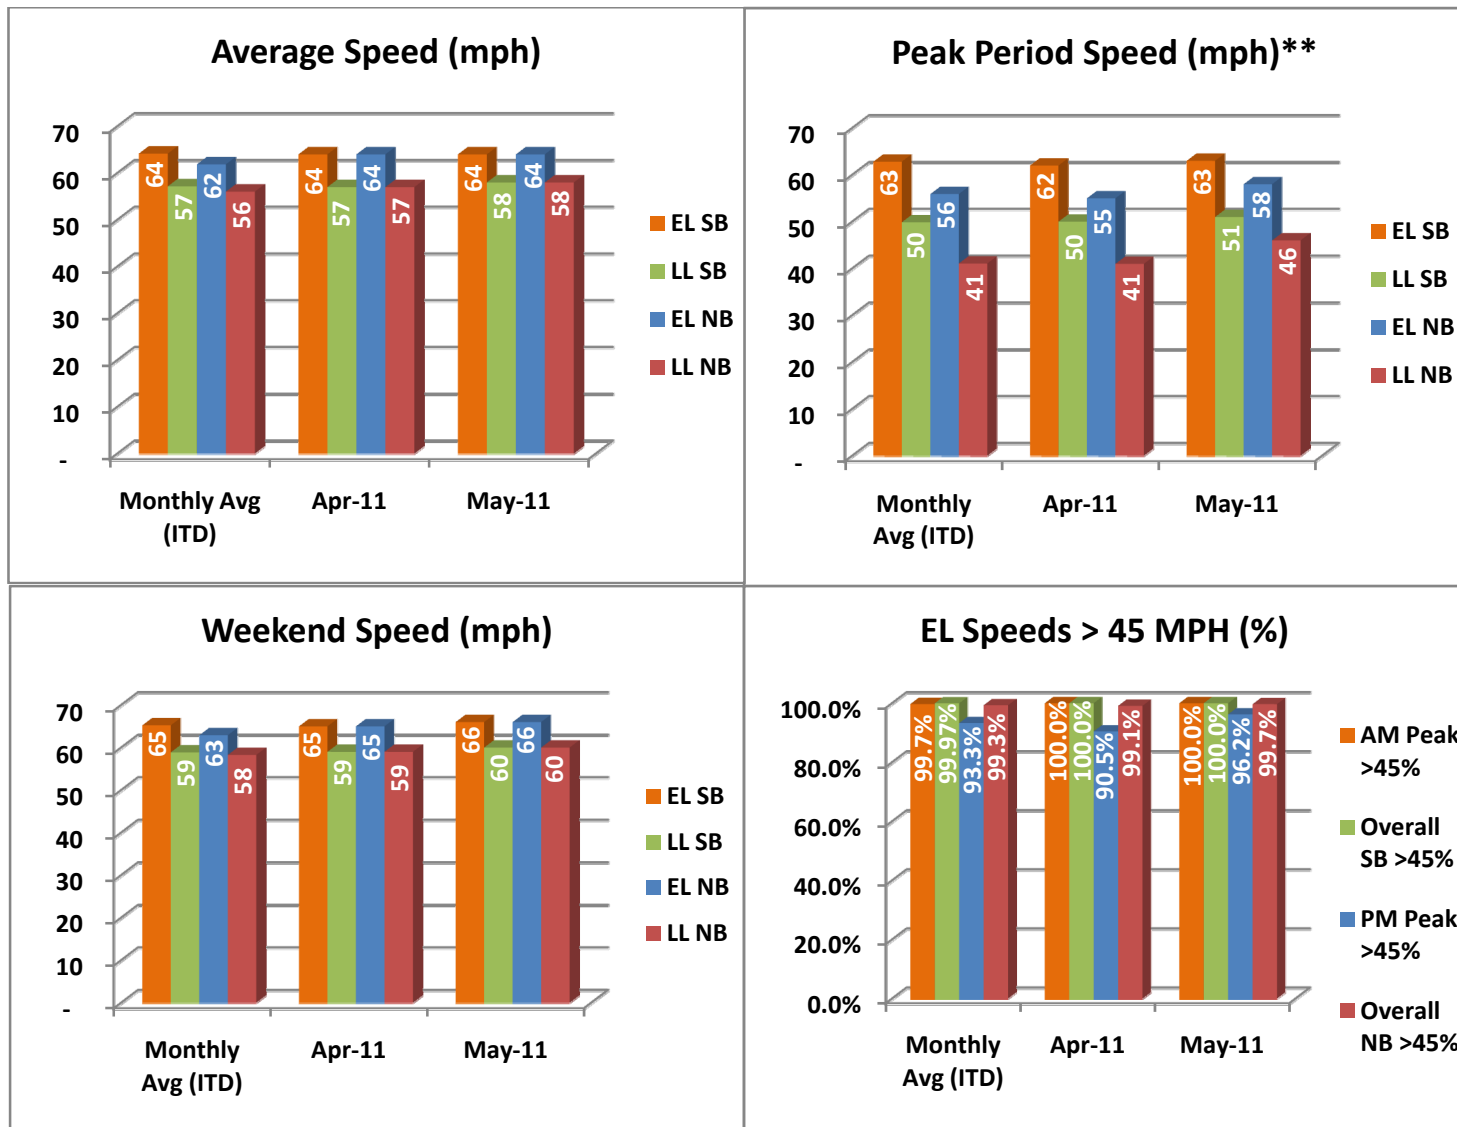 Average Speed (mph)
70
60
50
40
30
20
10
-
64
57
62
56
64
57
64
57
64
58
64
58
Monthly Avg
(ITD)
Apr-11
May-11
EL SB
LL SB
EL NB
LL NB
Peak Period Speed (mph)**
70
60
50
40
30
20
10
-
63
50
56
41
62
50
55
41
63
51
58
46
Monthly
Avg (ITD)
Apr-11
May-11
EL SB
LL SB
EL NB
LL NB
Weekend Speed (mph)
70
60
50
40
30
20
10
-
65
59
63
58
65
59
65
59
66
60
66
60
Monthly
Avg (ITD)
Apr-11
May-11
EL SB
LL SB
EL NB
LL NB
EL Speeds > 45 MPH (%)
100.0%
80.0%
60.0%
40.0%
20.0%
0.0%
99.7%
99.97%
93.3%
99.3%
100.0%
100.0%
90.5%
99.1%
100.0%
100.0%
96.2%
99.7%
Monthly
Avg (ITD)
Apr-11
May-11
AM Peak
>45%
Overall
SB >45%
PM Peak
>45%
Overall
NB >45%